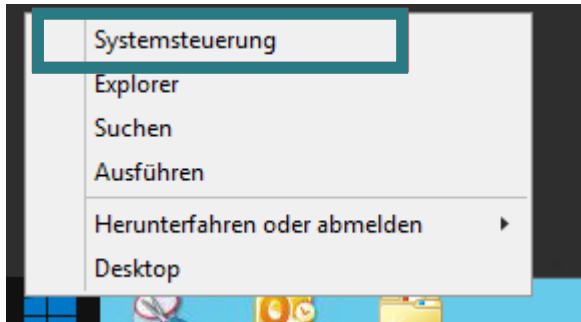 Systemsteuerung
Explorer
Suchen
Ausführen
Herunterfahren oder abmelden
Desktop